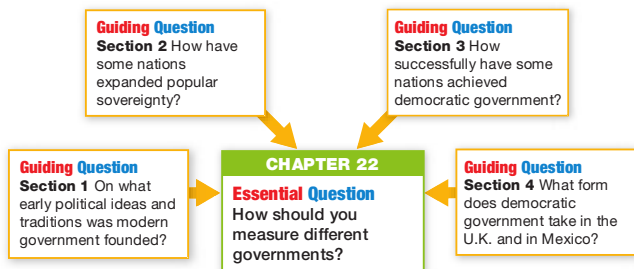 Guiding Question
Section 2 How have
some nations
expanded popular
sovereignty?
Guiding Question
Section 3 How
successfully have some
nations achieved
democratic government?
Guiding Question
Section 1 On what
early political ideas and
traditions was modern
government founded?
CHAPTER 22
Essential Question
How should you
measure different
governments?
Guiding Question
Section 4 What form
does democratic
government take in the
U.K. and in Mexico?